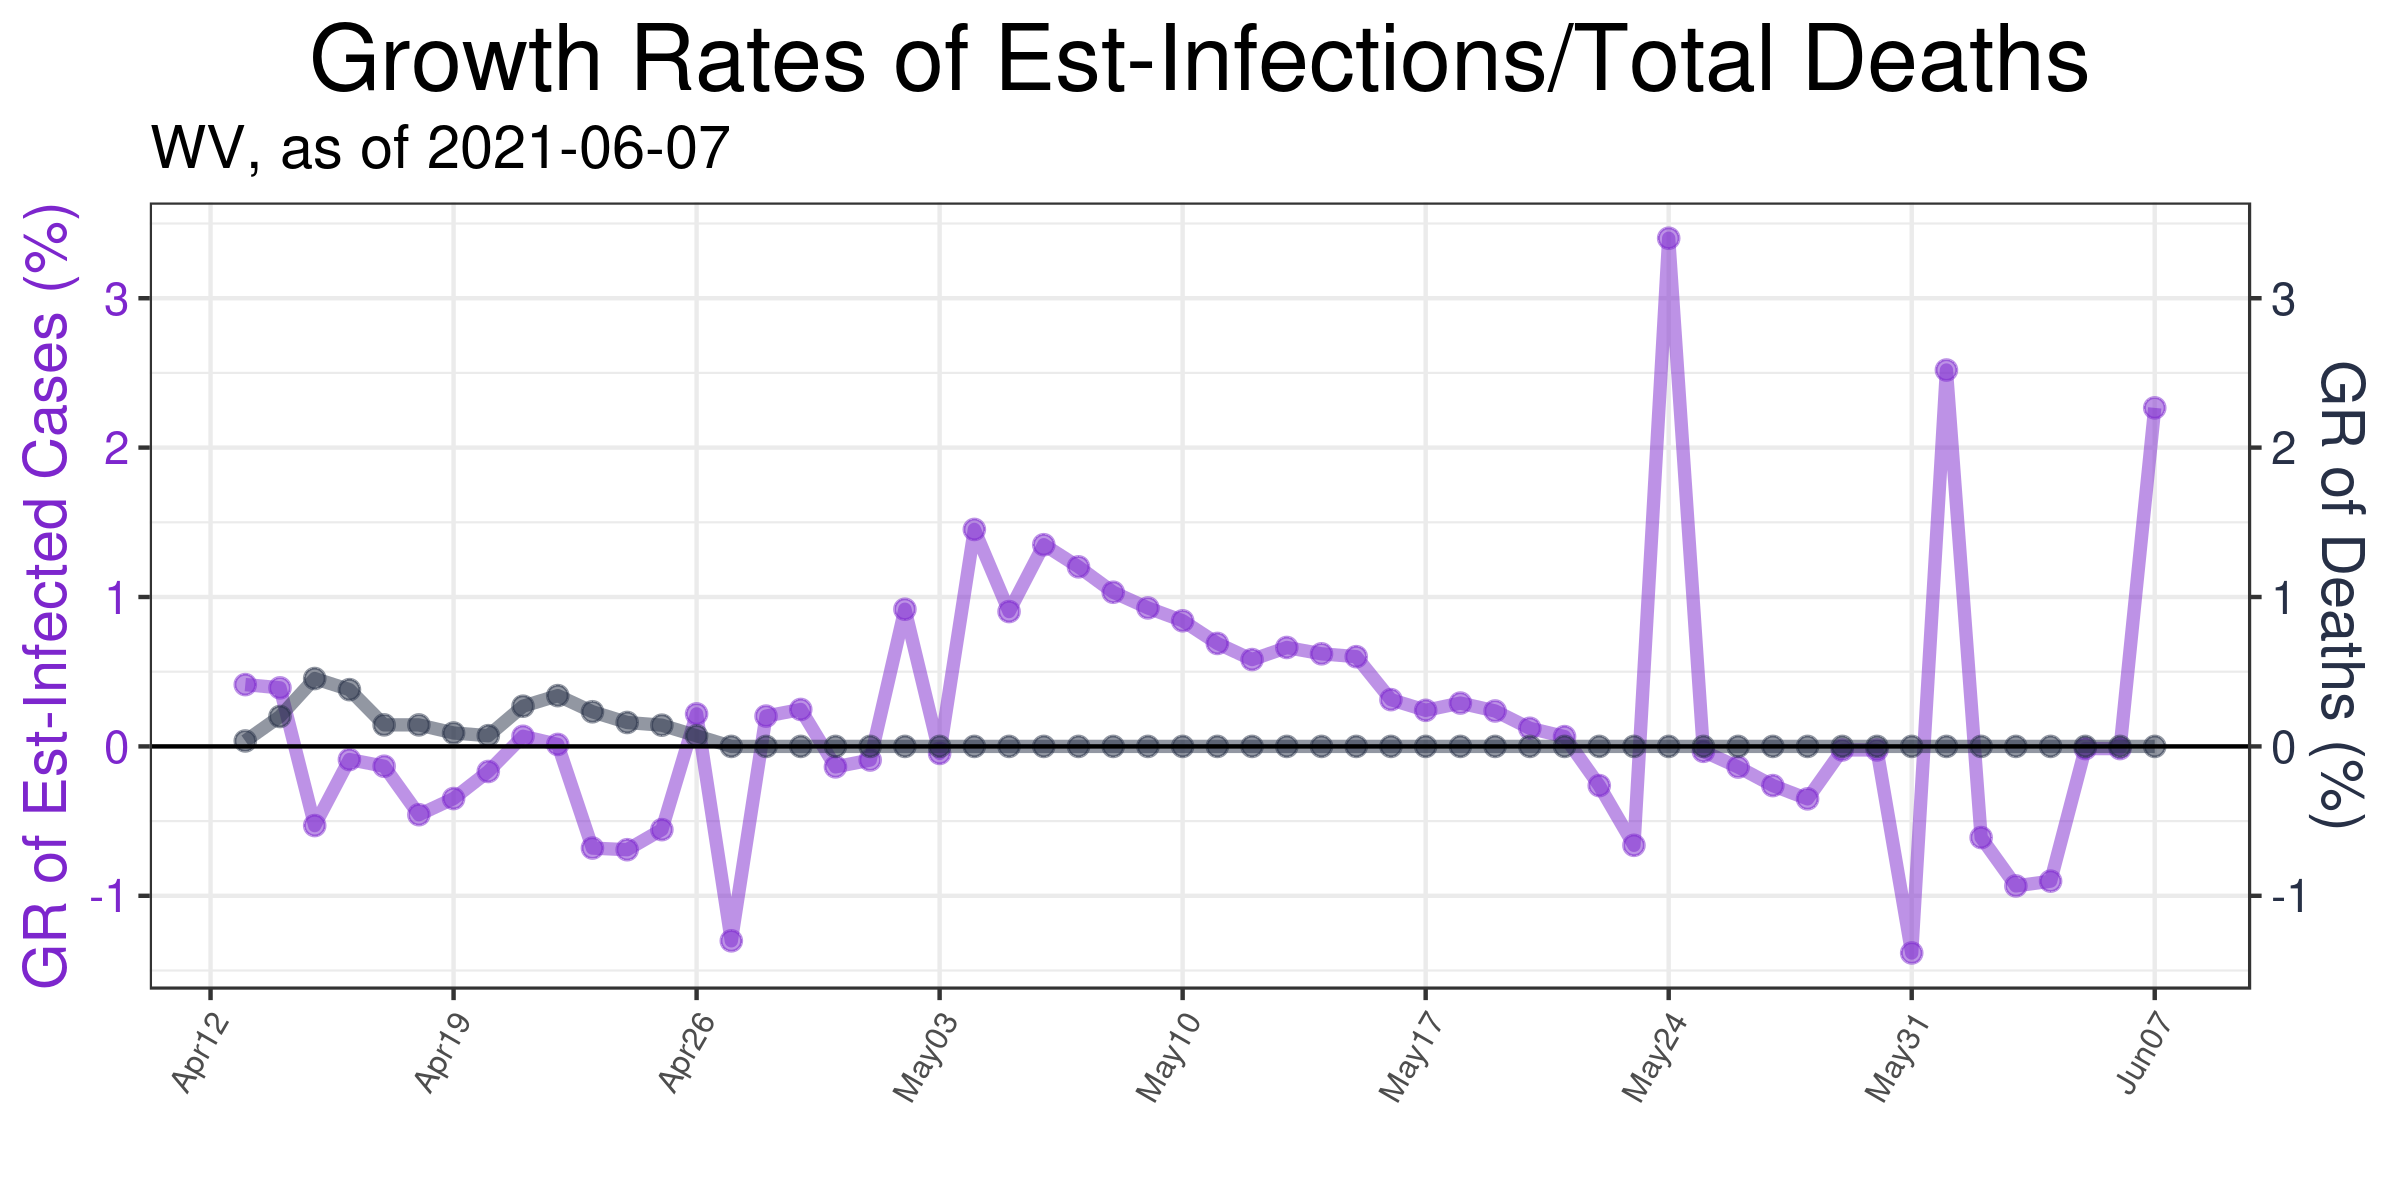 Growth Rates of Est-Infections/Total Deaths
WV, as of 2021-06-07
GR of Est-Infected Cases (%)
3
2
1
0
-1
3
2
1
0
-1
GR of Deaths (%)
Apr12
Apr19
Apr26
May03
May10
May17
May24
May31
Jun07